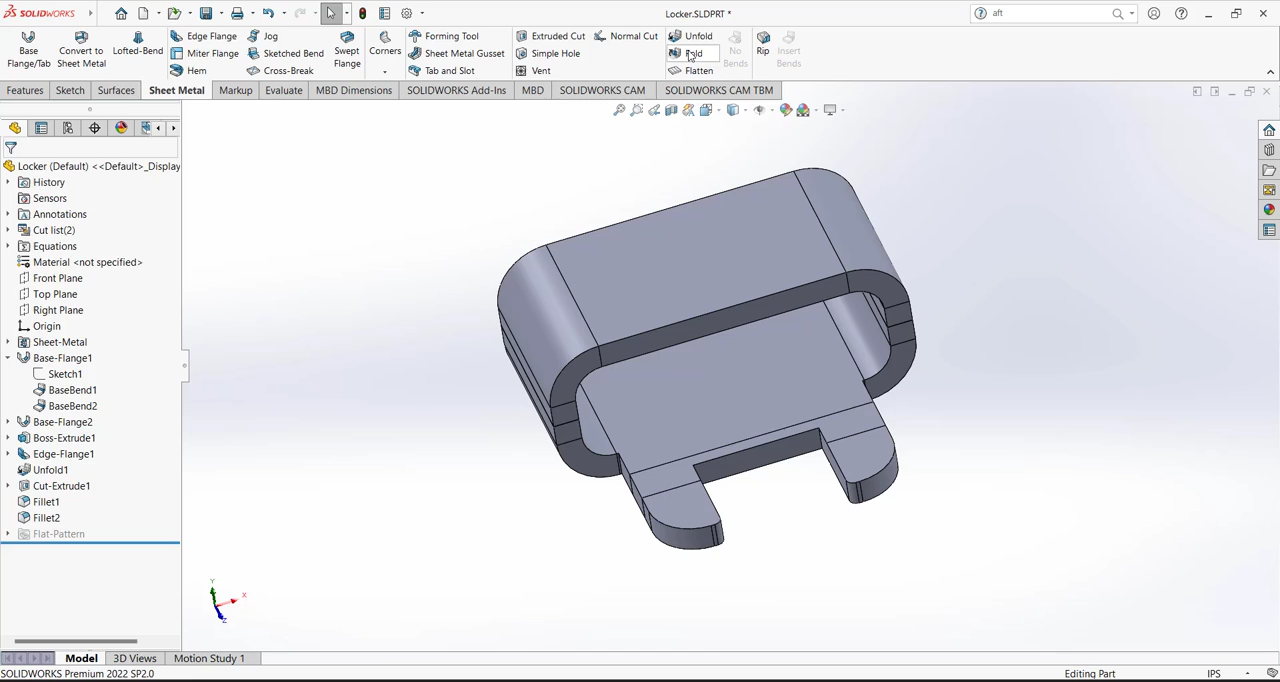 SOLIDWORKS
Locker.SLDPRT *
aft
Base Flange/Tab
Convert to Sheet Metal
Lofted-Bend
Edge Flange
Miter Flange
Hem
Jog
Sketched Bend
Cross-Break
Swept Flange
Corners
Forming Tool
Sheet Metal Gusset
Tab and Slot
Extruded Cut
Simple Hole
Vent
Normal Cut
Unfold
Fold
Flatten
No Bends
Rip
Insert Bends
Features
Sketch
Surfaces
Sheet Metal
Markup
Evaluate
MBD Dimensions
SOLIDWORKS Add-Ins
MBD
SOLIDWORKS CAM
SOLIDWORKS CAM TBM
Locker (Default) <<Default>_Display
History
Sensors
Annotations
Cut list(2)
Equations
Material <not specified>
Front Plane
Top Plane
Right Plane
Origin
Sheet-Metal
Base-Flange1
Sketch1
BaseBend1
BaseBend2
Base-Flange2
Boss-Extrude1
Edge-Flange1
Unfold1
Cut-Extrude1
Fillet1
Fillet2
Flat-Pattern
Y
X
Z
Model
3D Views
Motion Study 1
SOLIDWORKS Premium 2022 SP2.0
Editing Part
IPS